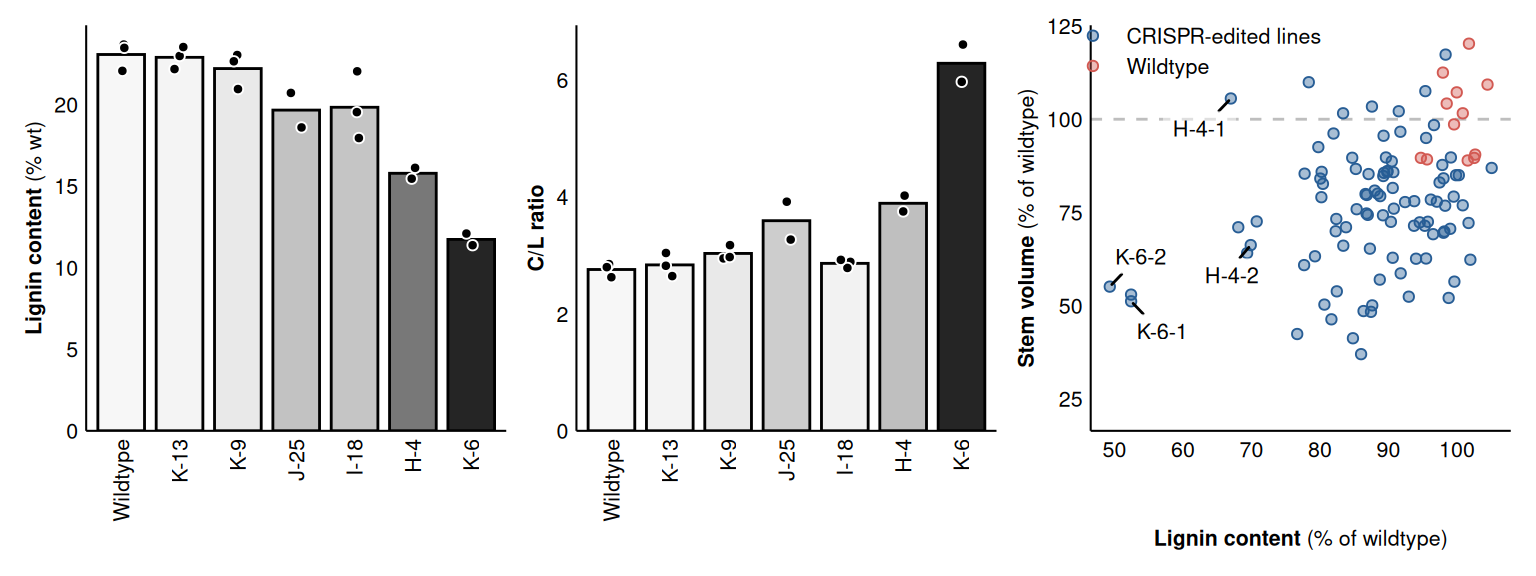 Lignin content (% wt)
20
15
10
5
0
Wildtype
K-13
K-9
J-25
I-18
H-4
K-6
C/L ratio
6
4
2
0
Wildtype
K-13
K-9
J-25
I-18
H-4
K-6
Stem volume (% of wildtype)
125
100
75
50
25
CRISPR-edited lines
Wildtype
H-4-1
K-6-2
H-4-2
K-6-1
50 60 70 80 90 100
Lignin content (% of wildtype)